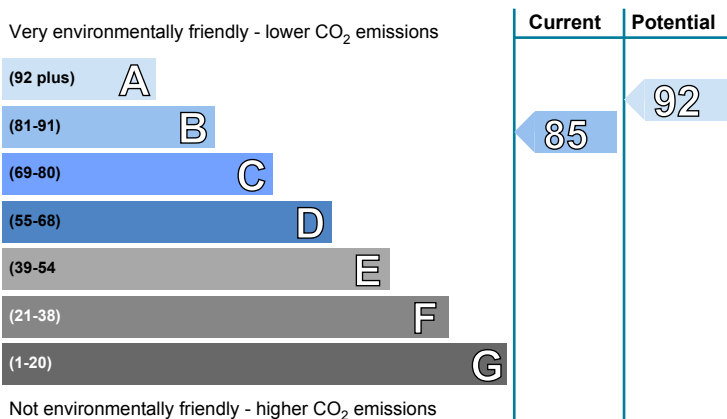 Very environmentally friendly - lower CO2 emissions
Current
Potential
(92 plus) A
(81-91) B
(69-80) C
(55-68) D
(39-54 E
(21-38) F
(1-20) G
85
92
Not environmentally friendly - higher CO2 emissions